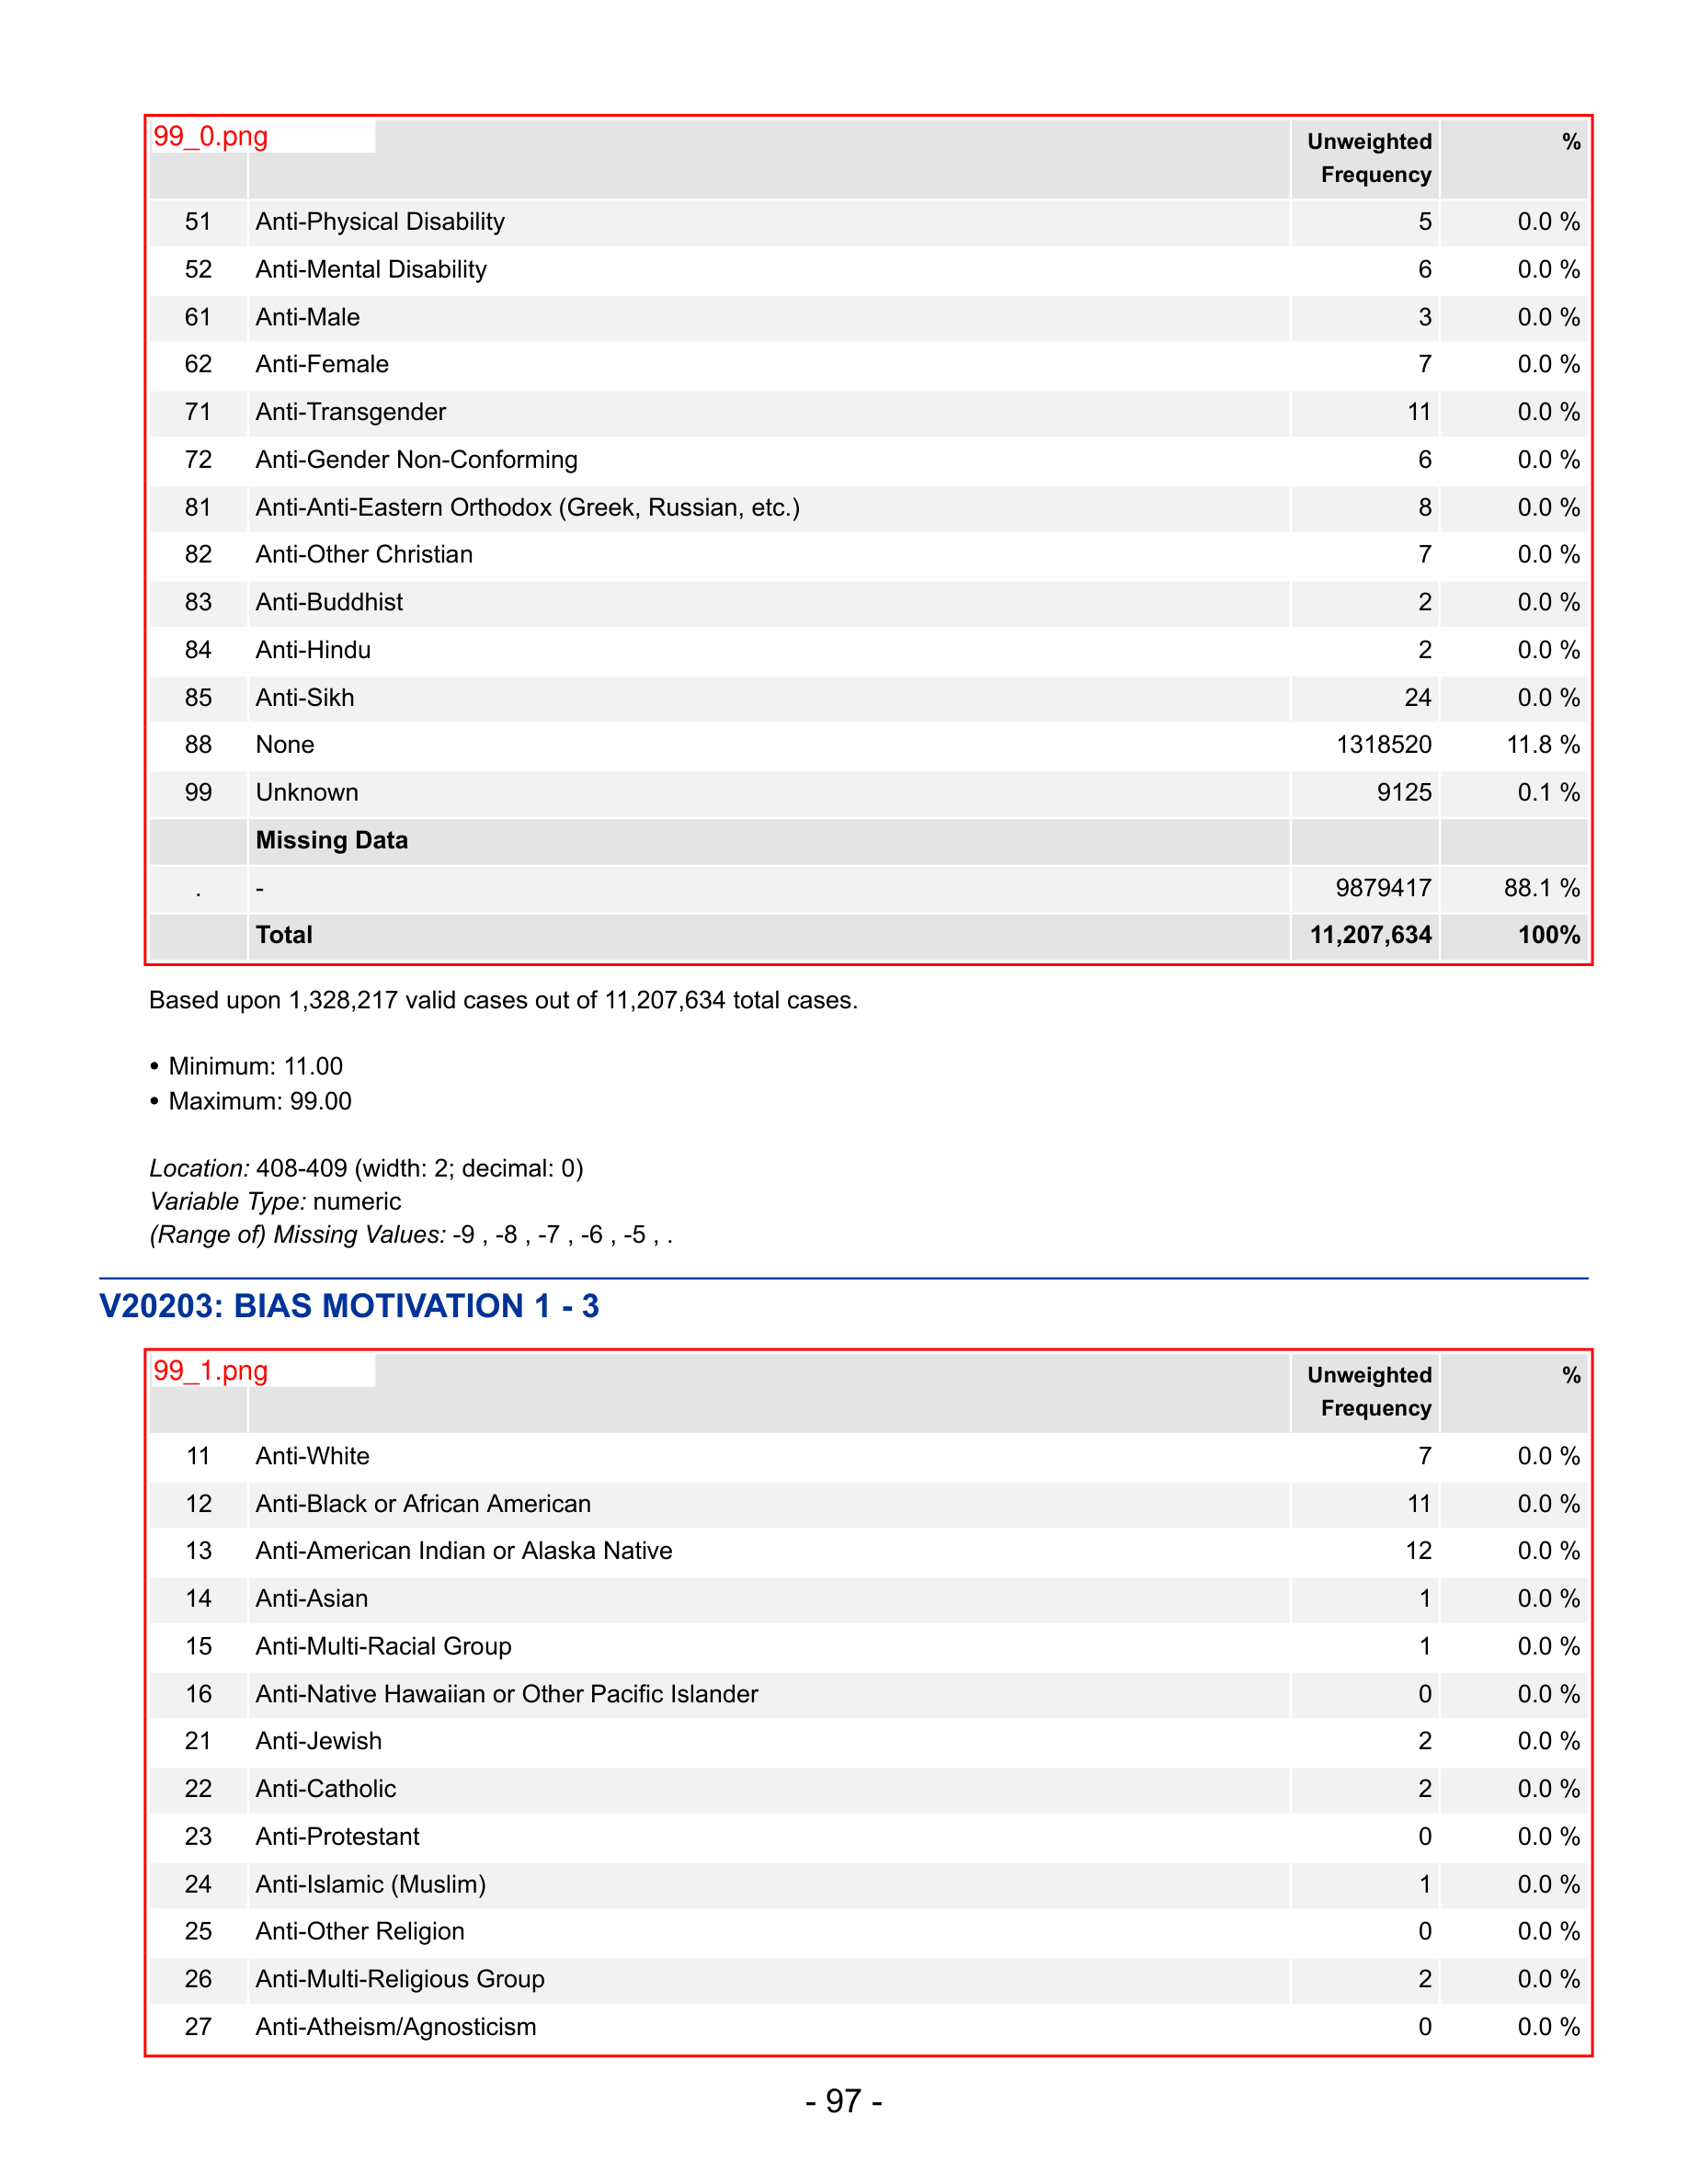 99_0.png
Unweighted Frequency %
51 Anti-Physical Disability 5 0.0 %
52 Anti-Mental Disability 6 0.0 %
61 Anti-Male 3 0.0 %
62 Anti-Female 7 0.0 %
71 Anti-Transgender 11 0.0 %
72 Anti-Gender Non-Conforming 6 0.0 %
81 Anti-Anti-Eastern Orthodox (Greek, Russian, etc.) 8 0.0 %
82 Anti-Other Christian 7 0.0 %
83 Anti-Buddhist 2 0.0 %
84 Anti-Hindu 2 0.0 %
85 Anti-Sikh 24 0.0 %
88 None 1318520 11.8 %
99 Unknown 9125 0.1 %
Missing Data
. - 9879417 88.1 %
Total 11,207,634 100%
Based upon 1,328,217 valid cases out of 11,207,634 total cases.
• Minimum: 11.00
• Maximum: 99.00
Location: 408-409 (width: 2; decimal: 0)
Variable Type: numeric
(Range of) Missing Values: -9 , -8 , -7 , -6 , -5 , .
V20203: BIAS MOTIVATION 1 - 3
99_1.png
Unweighted Frequency %
11 Anti-White 7 0.0 %
12 Anti-Black or African American 11 0.0 %
13 Anti-American Indian or Alaska Native 12 0.0 %
14 Anti-Asian 1 0.0 %
15 Anti-Multi-Racial Group 1 0.0 %
16 Anti-Native Hawaiian or Other Pacific Islander 0 0.0 %
21 Anti-Jewish 2 0.0 %
22 Anti-Catholic 2 0.0 %
23 Anti-Protestant 0 0.0 %
24 Anti-Islamic (Muslim) 1 0.0 %
25 Anti-Other Religion 0 0.0 %
26 Anti-Multi-Religious Group 2 0.0 %
27 Anti-Atheism/Agnosticism 0 0.0 %
- 97 -